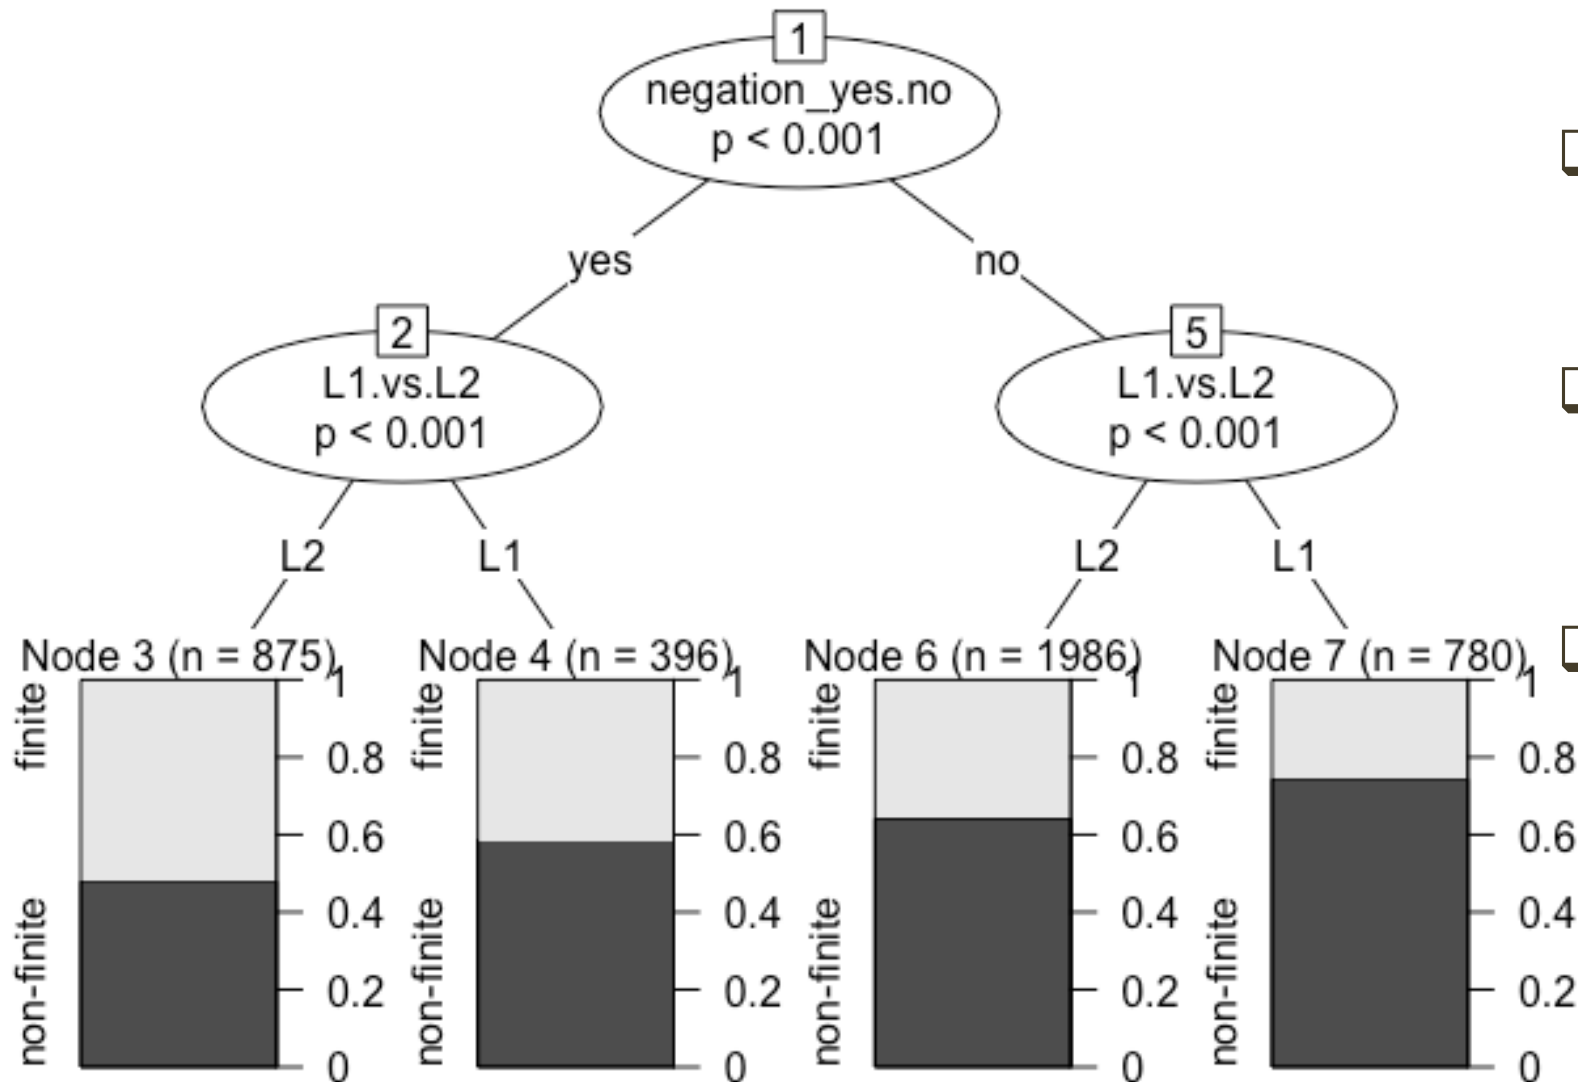 1
negation_yes.no
p < 0.001
yes
no
2
L1.vs.L2
p < 0.001
5
L1.vs.L2
p < 0.001
L2
L1
L2
L1
Node 3 (n = 875)
finite
non-finite
1
0.8
0.6
0.4
0.2
0
Node 4 (n = 396)
finite
non-finite
1
0.8
0.6
0.4
0.2
0
Node 6 (n = 1986)
finite
non-finite
1
0.8
0.6
0.4
0.2
0
Node 7 (n = 780)
finite
non-finite
1
0.8
0.6
0.4
0.2
0